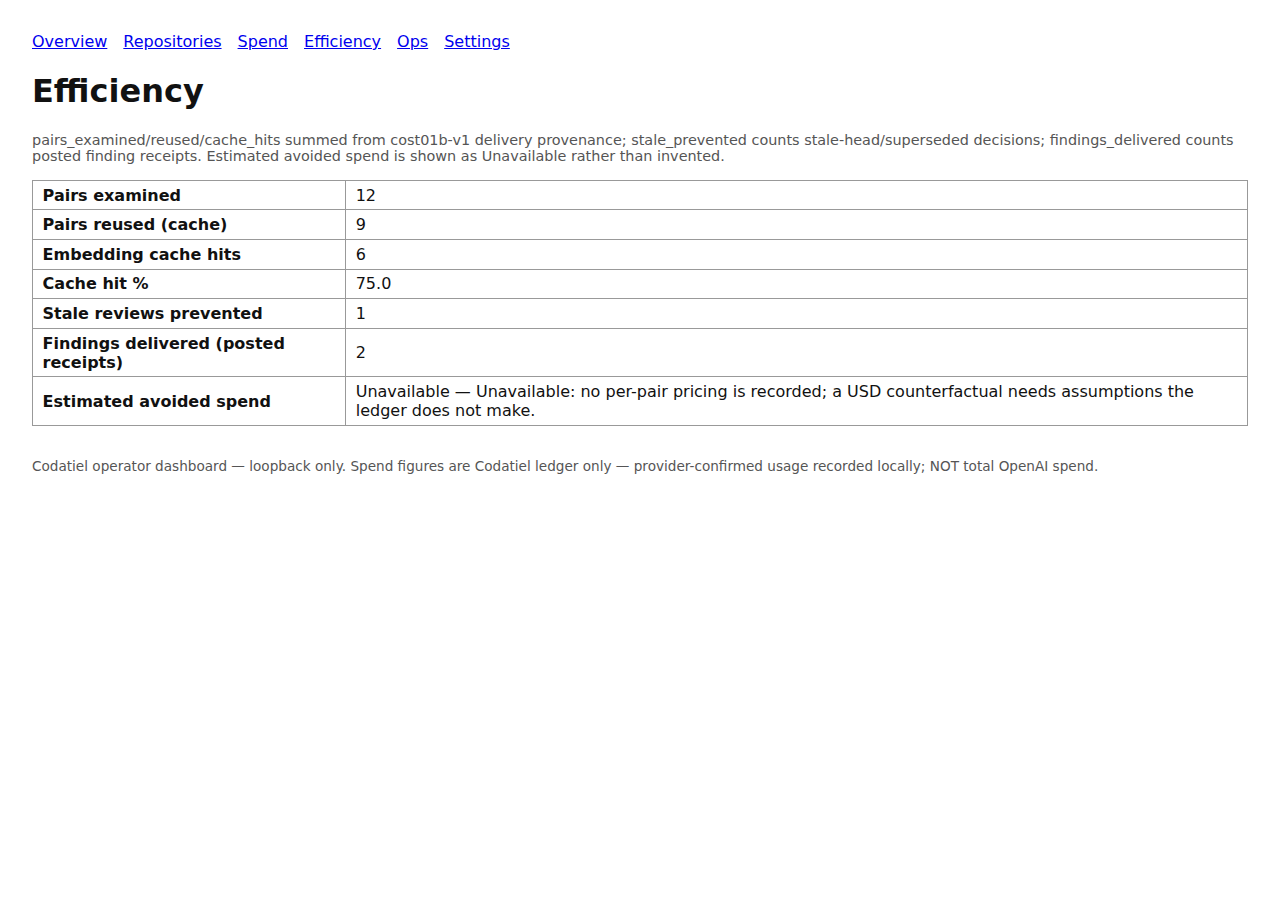 Overview Repositories Spend Efficiency Ops Settings
Efficiency
pairs_examined/reused/cache_hits summed from cost01b-v1 delivery provenance; stale_prevented counts stale-head/superseded decisions; findings_delivered counts
posted finding receipts. Estimated avoided spend is shown as Unavailable rather than invented.
Pairs examined 12
Pairs reused (cache) 9
Embedding cache hits 6
Cache hit % 75.0
Stale reviews prevented 1
Findings delivered (posted
receipts) 2
Estimated avoided spend Unavailable — Unavailable: no per-pair pricing is recorded; a USD counterfactual needs assumptions the
ledger does not make.
Codatiel operator dashboard — loopback only. Spend figures are Codatiel ledger only — provider-confirmed usage recorded locally; NOT total OpenAI spend.